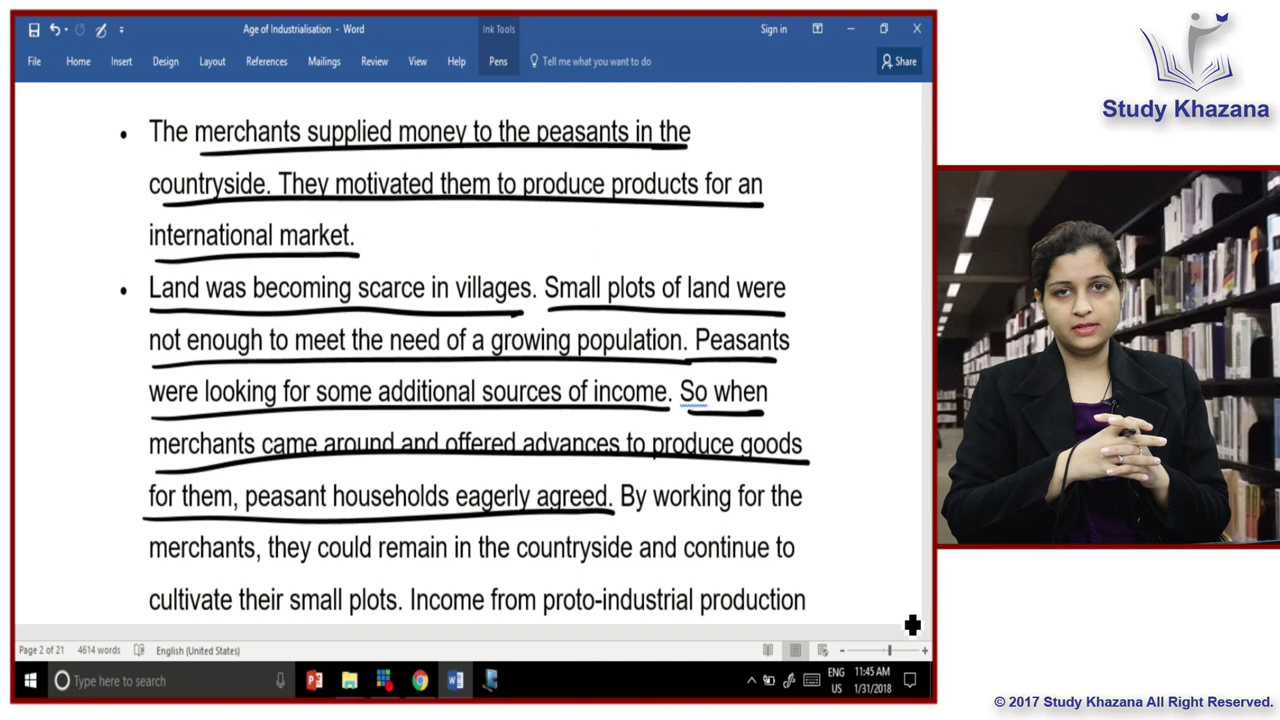 Age of Industrialisation - Word
Ink Tools
Sign in
File Home Insert Design Layout References Mailings Review View Help Pens Tell me what you want to do Share
Study Khazana
• The merchants supplied money to the peasants in the
countryside. They motivated them to produce products for an
international market.
• Land was becoming scarce in villages. Small plots of land were
not enough to meet the need of a growing population. Peasants
were looking for some additional sources of income. So when
merchants came around and offered advances to produce goods
for them, peasant households eagerly agreed. By working for the
merchants, they could remain in the countryside and continue to
cultivate their small plots. Income from proto-industrial production
Page 2 of 21 4614 words English (United States)
Type here to search
ENG
US
11:45 AM
1/31/2018
© 2017 Study Khazana All Right Reserved.